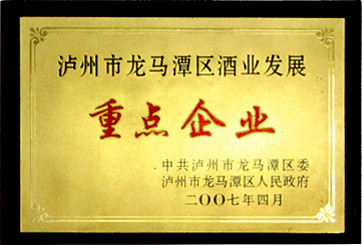 泸州市龙马潭区酒业发展
重点企业
中共泸州市龙马潭区委
泸州市龙马潭区人民政府
二〇〇七年四月